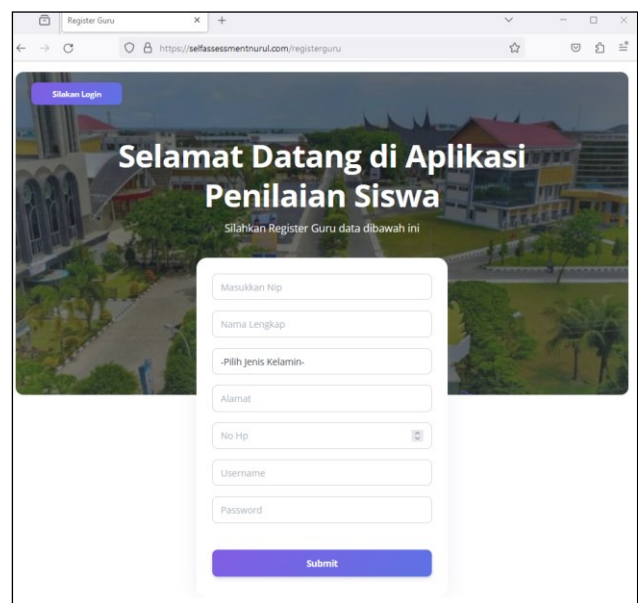 Register Guru
https://selfassessmentnurul.com/registerguru
Silakan Login
Selamat Datang di Aplikasi
Penilaian Siswa
Silahkan Register Guru data dibawah ini
Masukkan Nip
Nama Lengkap
-Pilih Jenis Kelamin-
Alamat
No Hp
Username
Password
Submit